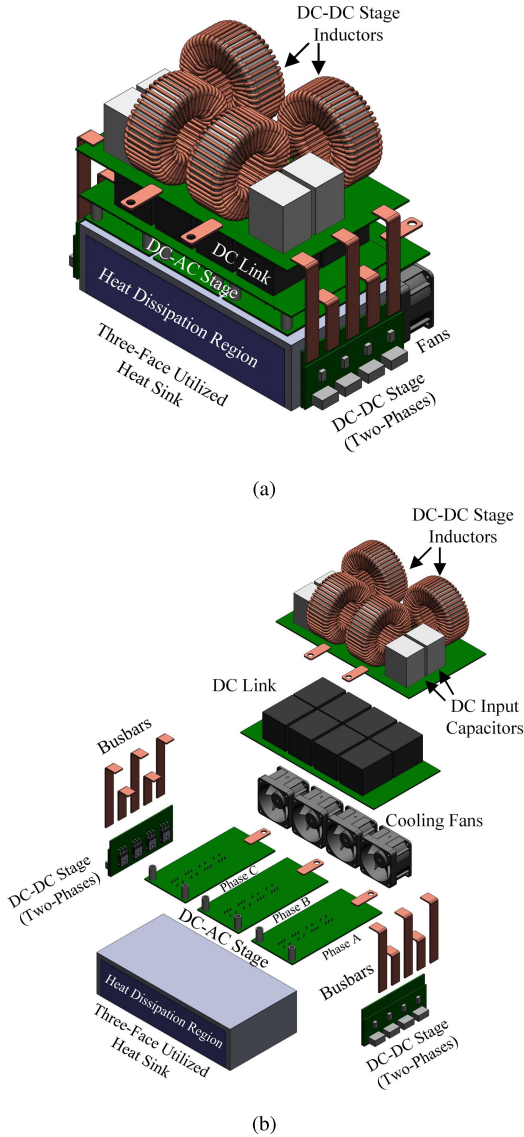 DC-DC Stage
Inductors
DC Link
DC-AC Stage
Heat Dissipation Region
Three-Face Utilized
Heat Sink
Fans
DC-DC Stage
(Two-Phases)
(a)
DC-DC Stage
Inductors
DC Link
DC Input
Capacitors
Busbars
Cooling Fans
DC-DC Stage
(Two-Phases)
Phase C
Phase B
Phase A
DC-AC Stage
Busbars
Heat Dissipation Region
Three-Face Utilized
Heat Sink
DC-DC Stage
(Two-Phases)
(b)